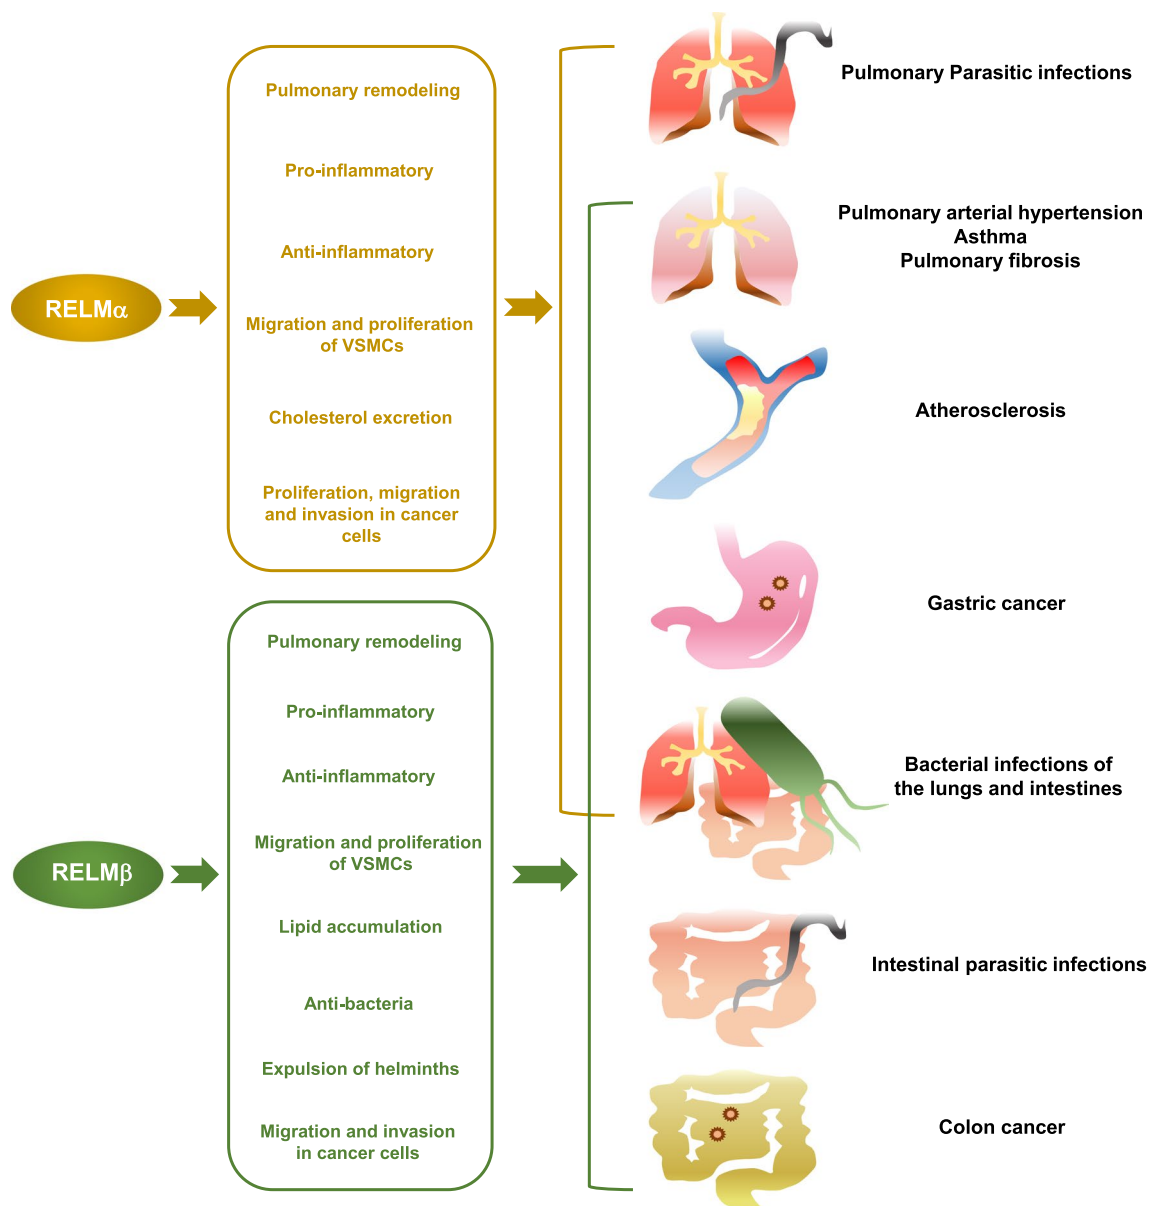 RELMα
Pulmonary remodeling
Pro-inflammatory
Anti-inflammatory
Migration and proliferation
of VSMCs
Cholesterol excretion
Proliferation, migration
and invasion in cancer
cells
RELMβ
Pulmonary remodeling
Pro-inflammatory
Anti-inflammatory
Migration and proliferation
of VSMCs
Lipid accumulation
Anti-bacteria
Expulsion of helminths
Migration and invasion
in cancer cells
Pulmonary Parasitic infections
Pulmonary arterial hypertension
Asthma
Pulmonary fibrosis
Atherosclerosis
Gastric cancer
Bacterial infections of
the lungs and intestines
Intestinal parasitic infections
Colon cancer